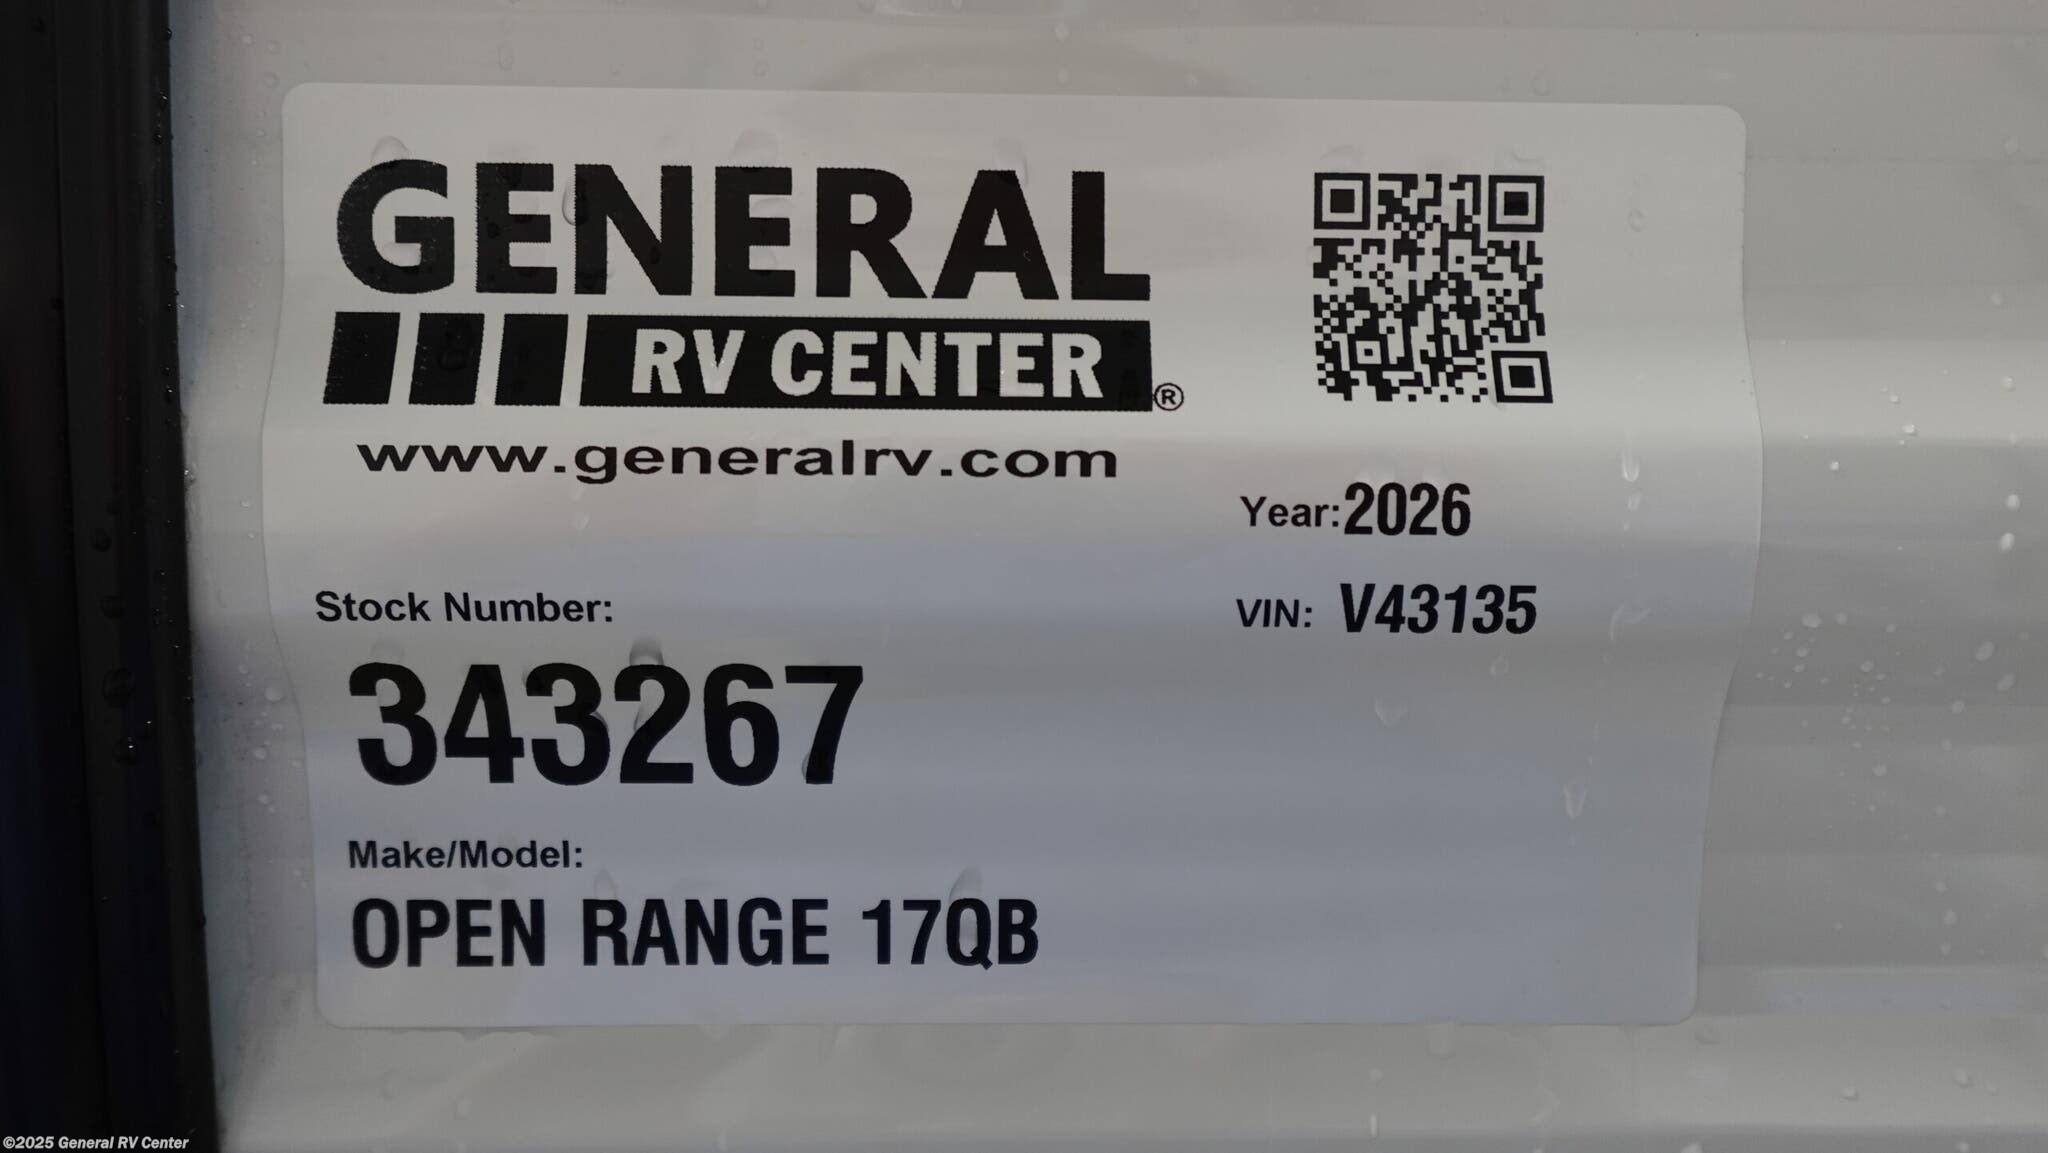 GENERAL
RV CENTER®
www.generalrv.com
Year: 2026
Stock Number:
VIN: V43135
343267
Make/Model:
OPEN RANGE 17QB
©2025 General RV Center